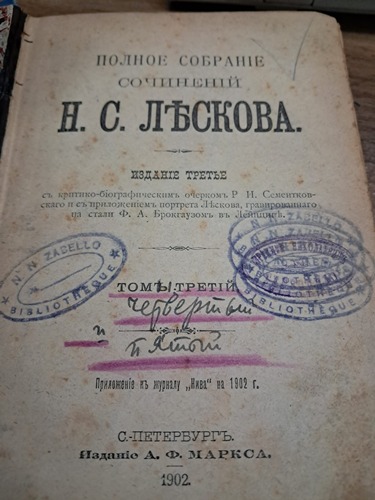 ПОЛНОЕ СОБРАНІЕ
СОЧИНЕНІЙ
Н. С. ЛѢСКОВА.
ИЗДАНІЕ ТРЕТЬЕ
съ критико-біографическимъ очеркомъ Р. И. Сементков-
скаго и съ приложеніемъ портрета Лѣскова, гравированнаго
на стали Ф. А. Брокгаузомъ въ Лейпцигѣ.
N. N. ZABELLO
BIBLIOTHEQUE
N. N. ZABELLO
BIBLIOTHEQUE
ТОМЫ ТРЕТІЙ
четвертый
и
пятый
Приложеніе къ журналу „Нива" на 1902 г.
С.-ПЕТЕРБУРГЪ.
Изданіе А. Ф. МАРКСА.
1902.